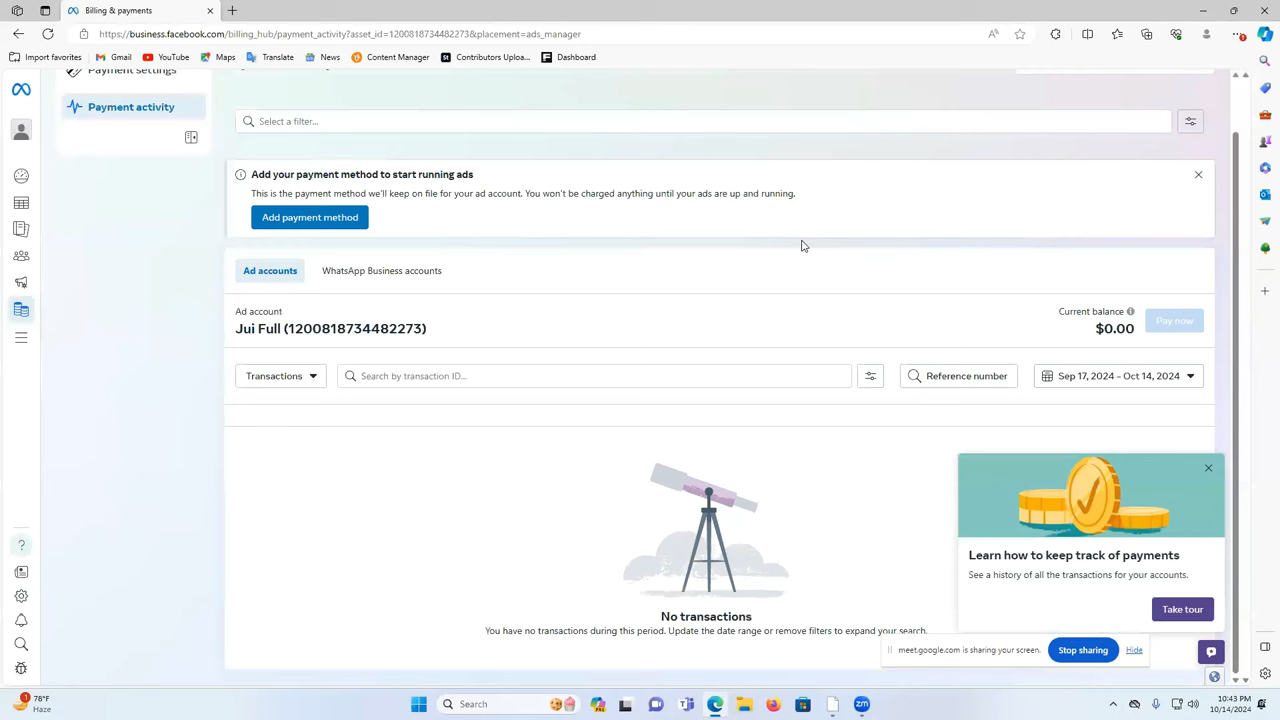 Billing & payments
https://business.facebook.com/billing_hub/payment_activity?asset_id=1200818734482273&placement=ads_manager
Import favorites
Gmail
YouTube
Maps
Translate
News
Content Manager
Contributors Uploa...
Dashboard
Payment settings
Payment activity
Select a filter...
Add your payment method to start running ads
This is the payment method we'll keep on file for your ad account. You won't be charged anything until your ads are up and running.
Add payment method
Ad accounts
WhatsApp Business accounts
Ad account
Jui Full (1200818734482273)
Current balance
$0.00
Pay now
Transactions
Search by transaction ID...
Reference number
Sep 17, 2024 – Oct 14, 2024
No transactions
You have no transactions during this period. Update the date range or remove filters to expand your search.
Learn how to keep track of payments
See a history of all the transactions for your accounts.
Take tour
meet.google.com is sharing your screen.
Stop sharing
Hide
1
78°F
Haze
Search
10:43 PM
10/14/2024